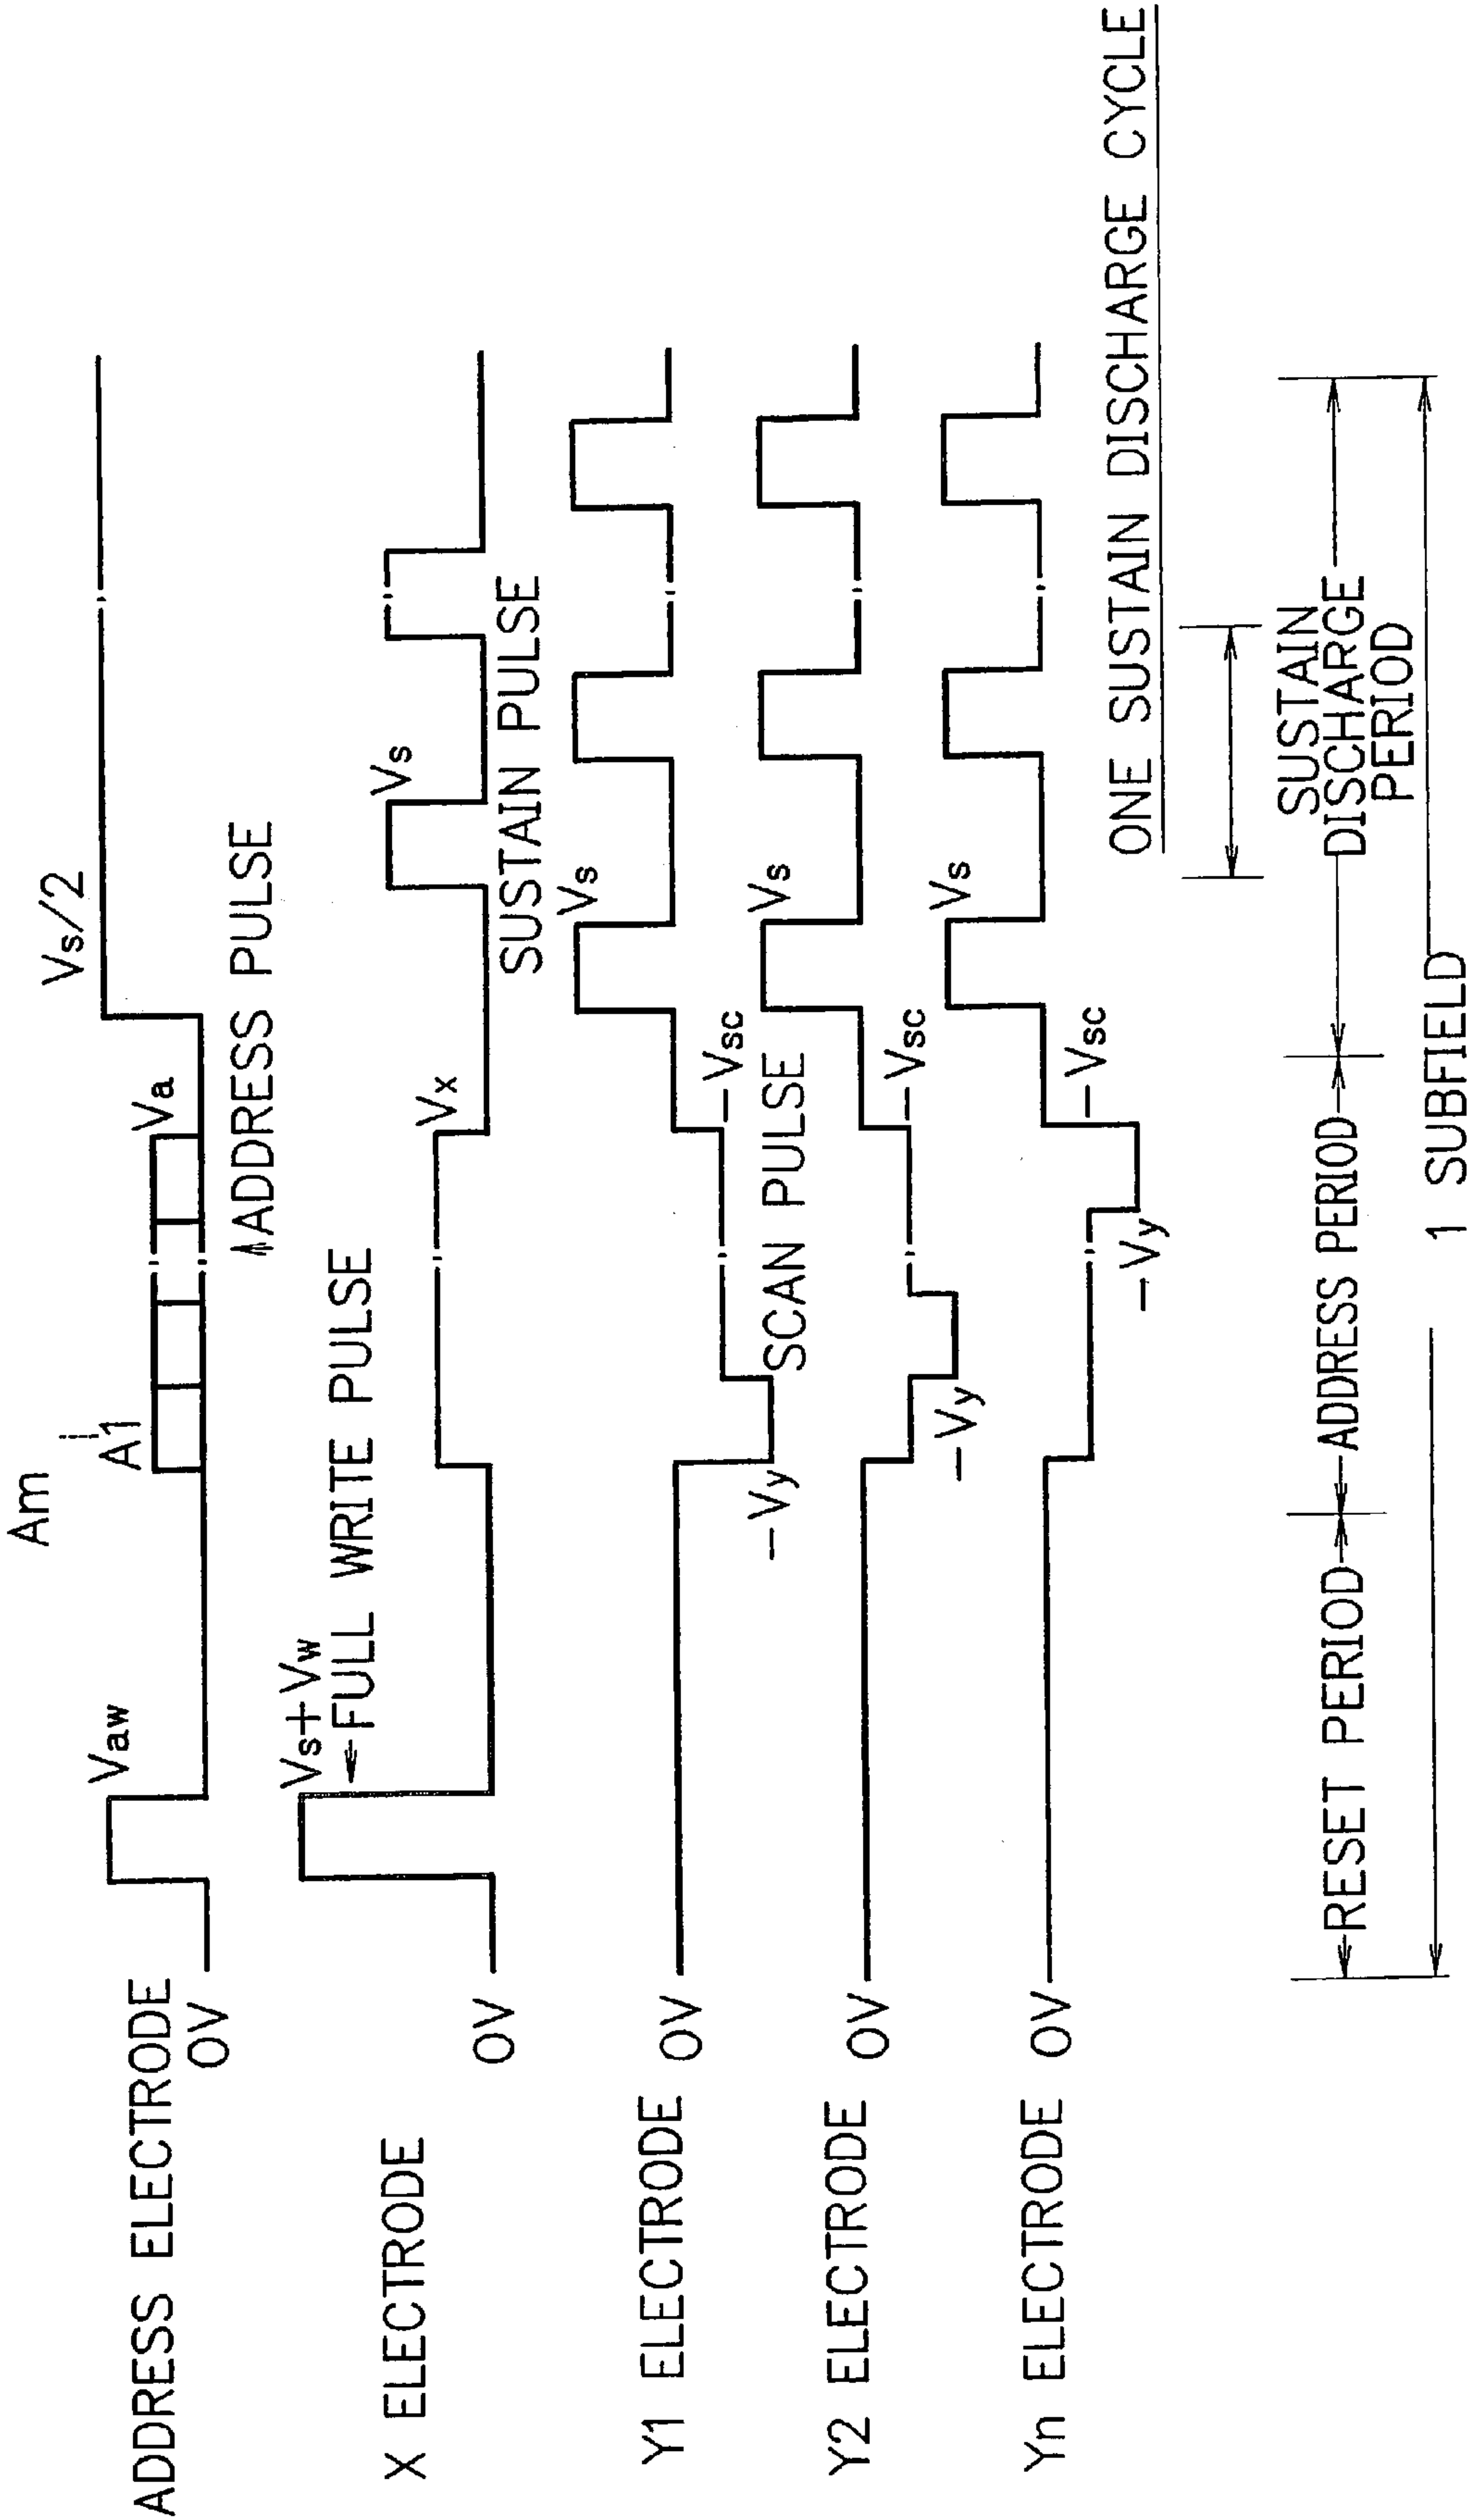 ADDRESS ELECTRODE
0V
Vaw
Am
A1
Va
Vs/2
ADDRESS PULSE
X ELECTRODE
0V
Vs+Vw
FULL WRITE PULSE
Vx
Vs
SUSTAIN PULSE
Y1 ELECTRODE
0V
-Vy
SCAN PULSE
-Vsc
Vs
Y2 ELECTRODE
0V
-Vy
-Vsc
Vs
Yn ELECTRODE
0V
-Vy
-Vsc
Vs
ONE SUSTAIN DISCHARGE CYCLE
RESET PERIOD
ADDRESS PERIOD
SUSTAIN
DISCHARGE
PERIOD
1 SUBFIELD